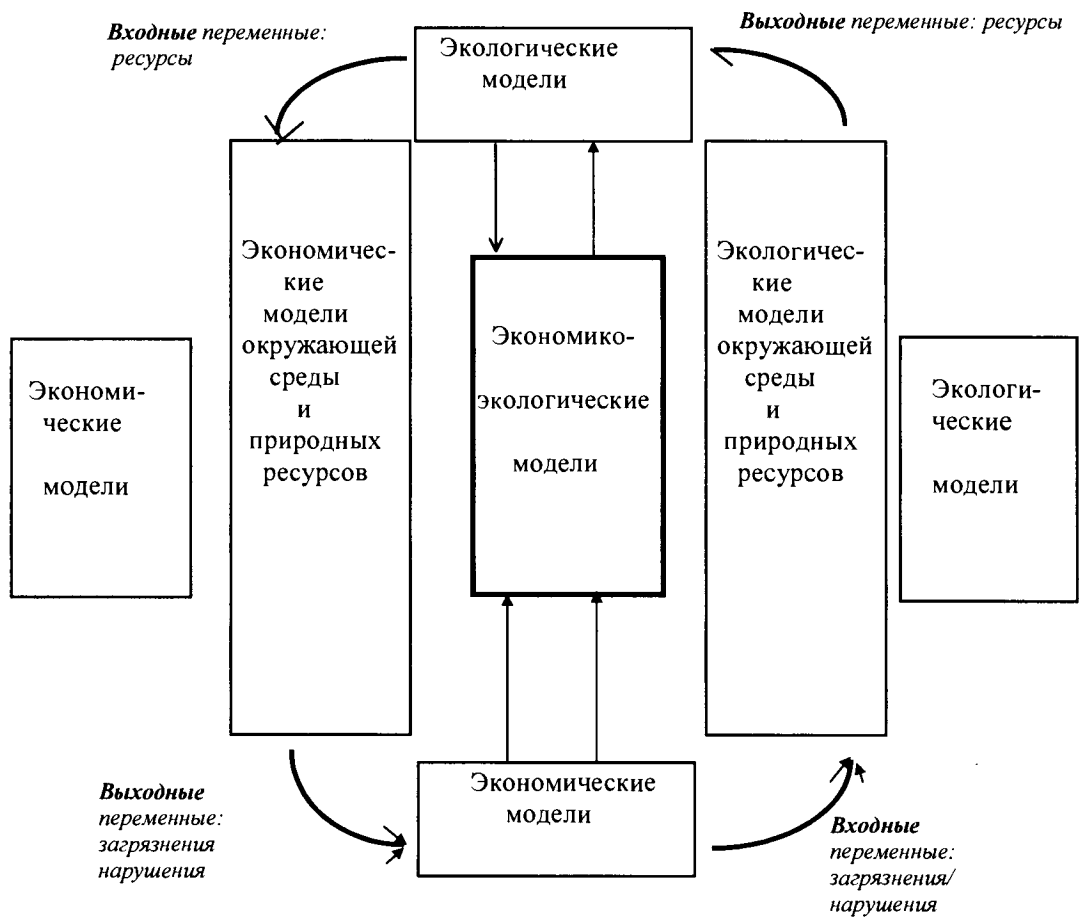 Входные переменные:
ресурсы
Экологические
модели
Выходные переменные: ресурсы
Экономичес-
кие
модели
окружающей
среды
и
природных
ресурсов
Экологичес-
кие
модели
окружающей
среды
и
природных
ресурсов
Экономико-
экологические
модели
Экономи-
ческие
модели
Экологи-
ческие
модели
Экономические
модели
Выходные
переменные:
загрязнения
нарушения
Входные
переменные:
загрязнения/
нарушения